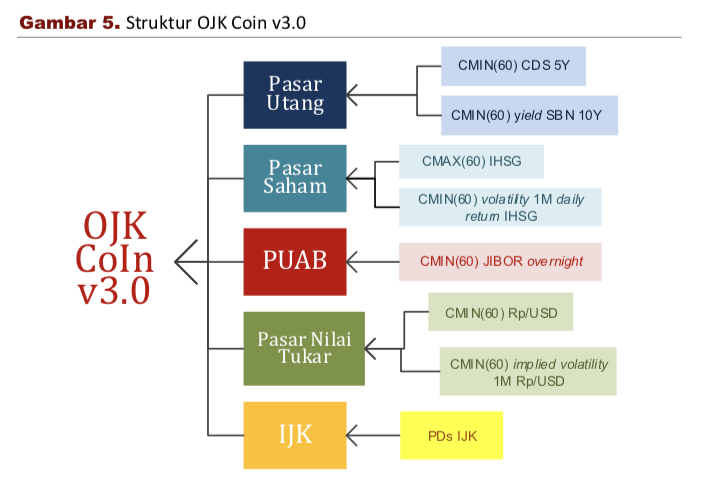 Gambar 5. Struktur OJK Coin v3.0
OJK
CoIn
v3.0
Pasar
Utang
CMIN(60) CDS 5Y
CMIN(60) yield SBN 10Y
Pasar
Saham
CMAX(60) IHSG
CMIN(60) volatility 1M daily
return IHSG
PUAB
CMIN(60) JIBOR overnight
Pasar Nilai
Tukar
CMIN(60) Rp/USD
CMIN(60) implied volatility
1M Rp/USD
IJK
PDs IJK